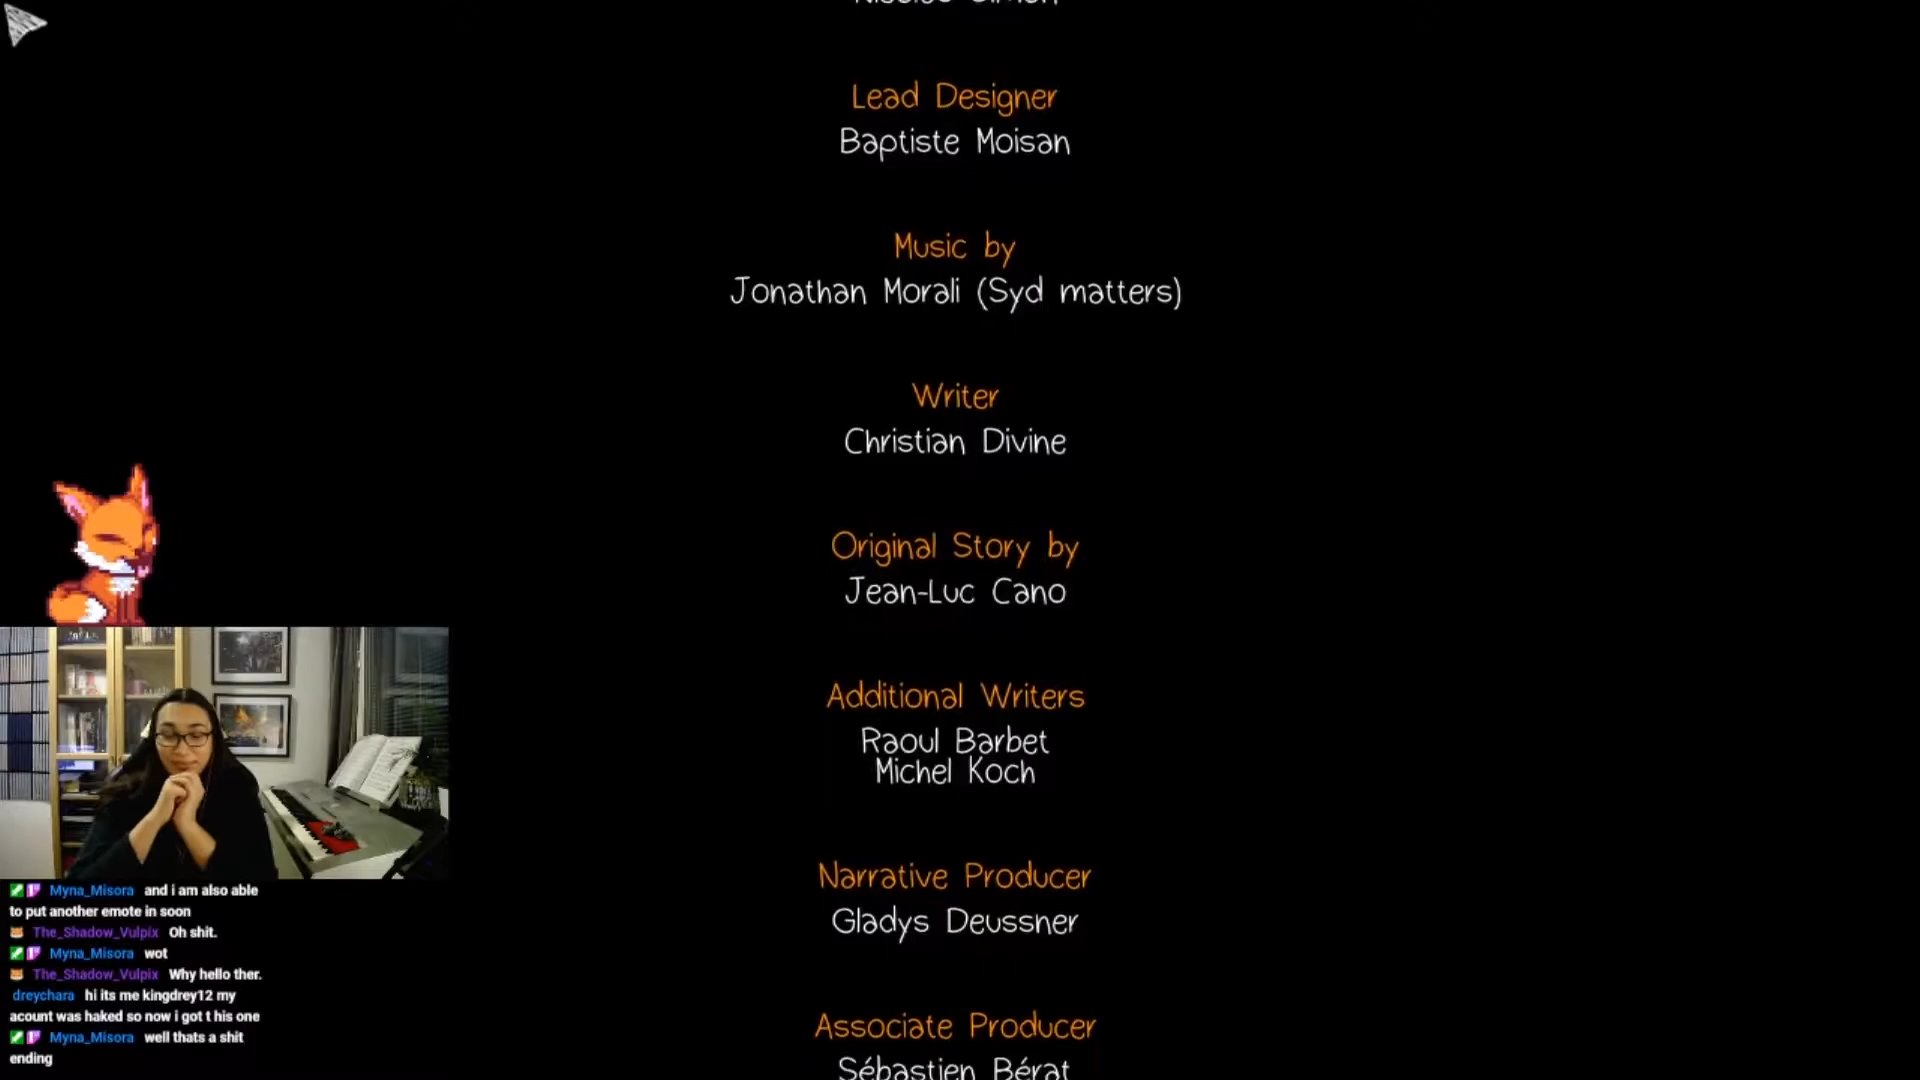 Lead Designer
Baptiste Moisan
Music by
Jonathan Morali (Syd matters)
Writer
Christian Divine
Original Story by
Jean-Luc Cano
Additional Writers
Raoul Barbet
Michel Koch
Narrative Producer
Gladys Deussner
Associate Producer
Sébastien Bérat
Myna_Misora and i am also able
to put another emote in soon
The_Shadow_Vulpix Oh shit.
Myna_Misora wot
The_Shadow_Vulpix Why hello ther.
dreychara hi its me kingdrey12 my
acount was haked so now i got t his one
Myna_Misora well thats a shit
ending